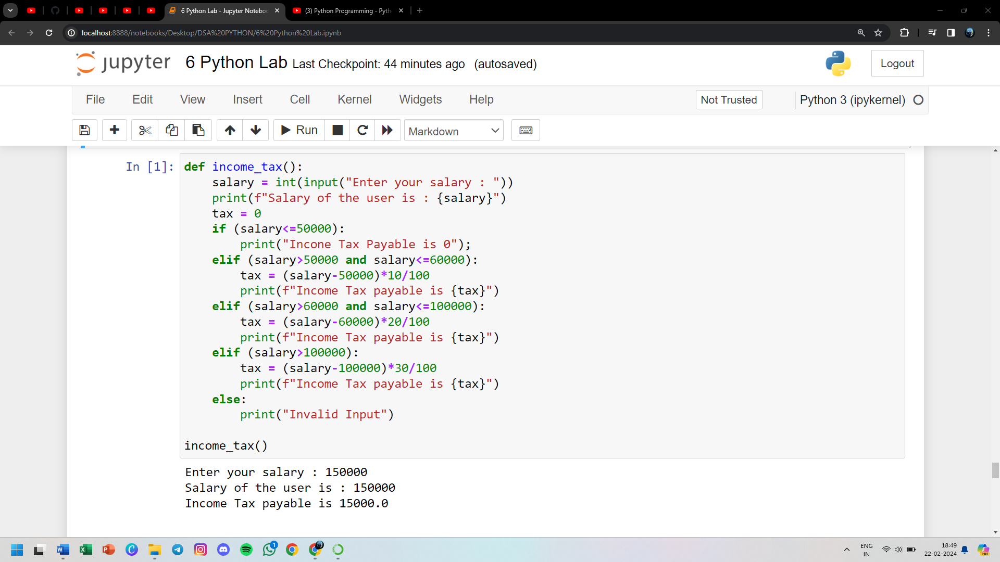 6 Python Lab - Jupyter Noteboo
(3) Python Programming - Pyth
localhost:8888/notebooks/Desktop/DSA%20PYTHON/6%20Python%20Lab.ipynb
jupyter 6 Python Lab Last Checkpoint: 44 minutes ago (autosaved)
Logout
File Edit View Insert Cell Kernel Widgets Help
Not Trusted
Python 3 (ipykernel)
Run
Markdown
In [1]:
def income_tax():
    salary = int(input("Enter your salary : "))
    print(f"Salary of the user is : {salary}")
    tax = 0
    if (salary<=50000):
        print("Incone Tax Payable is 0");
    elif (salary>50000 and salary<=60000):
        tax = (salary-50000)*10/100
        print(f"Income Tax payable is {tax}")
    elif (salary>60000 and salary<=100000):
        tax = (salary-60000)*20/100
        print(f"Income Tax payable is {tax}")
    elif (salary>100000):
        tax = (salary-100000)*30/100
        print(f"Income Tax payable is {tax}")
    else:
        print("Invalid Input")
income_tax()
Enter your salary : 150000
Salary of the user is : 150000
Income Tax payable is 15000.0
1
ENG
IN
18:49
22-02-2024
PRE